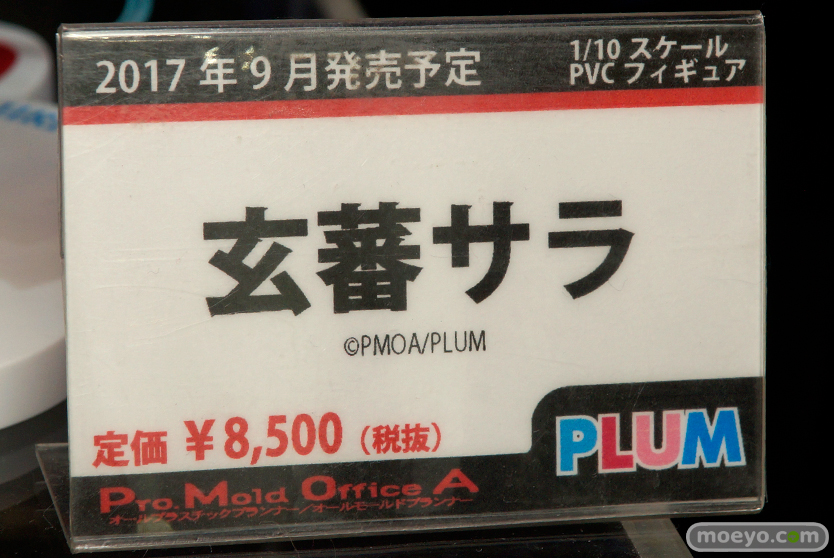 2017年9月発売予定
1/10 スケール
PVC フィギュア
玄蕃サラ
©PMOA/PLUM
定価 ¥8,500（税抜）
PLUM
Pro.Mold Office A
オールプラスチックプランナー/オールモールドプランナー
moeyo.com